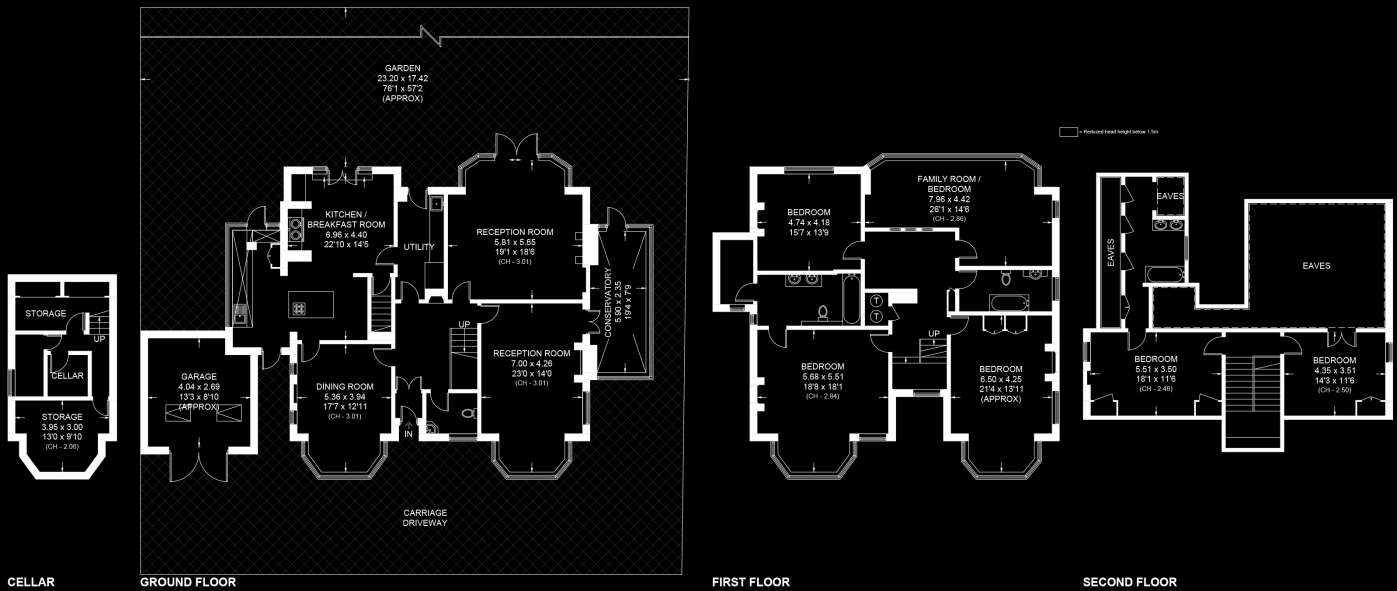 GARDEN
23.20 x 17.42
76'1 x 57'2
(APPROX)
= Reduced head height below 1.5m
STORAGE
UP
CELLAR
STORAGE
3.95 x 3.00
13'0 x 9'10
(CH - 2.06)
CELLAR
KITCHEN /
BREAKFAST ROOM
6.96 x 4.40
22'10 x 14'5
UTILITY
RECEPTION ROOM
5.81 x 5.65
19'1 x 18'6
(CH - 3.01)
CONSERVATORY
5.90 x 2.35
19'4 x 7'9
GARAGE
4.04 x 2.69
13'3 x 8'10
(APPROX)
DINING ROOM
5.36 x 3.94
17'7 x 12'11
(CH - 3.01)
UP
RECEPTION ROOM
7.00 x 4.26
23'0 x 14'0
(CH - 3.01)
IN
CARRIAGE
DRIVEWAY
GROUND FLOOR
BEDROOM
4.74 x 4.18
15'7 x 13'9
FAMILY ROOM /
BEDROOM
7.96 x 4.42
26'1 x 14'6
(CH - 2.86)
T
T
UP
BEDROOM
5.68 x 5.51
18'8 x 18'1
(CH - 2.84)
BEDROOM
6.50 x 4.25
21'4 x 13'11
(APPROX)
FIRST FLOOR
EAVES
EAVES
EAVES
BEDROOM
5.51 x 3.50
18'1 x 11'6
(CH - 2.46)
BEDROOM
4.35 x 3.51
14'3 x 11'6
(CH - 2.50)
SECOND FLOOR